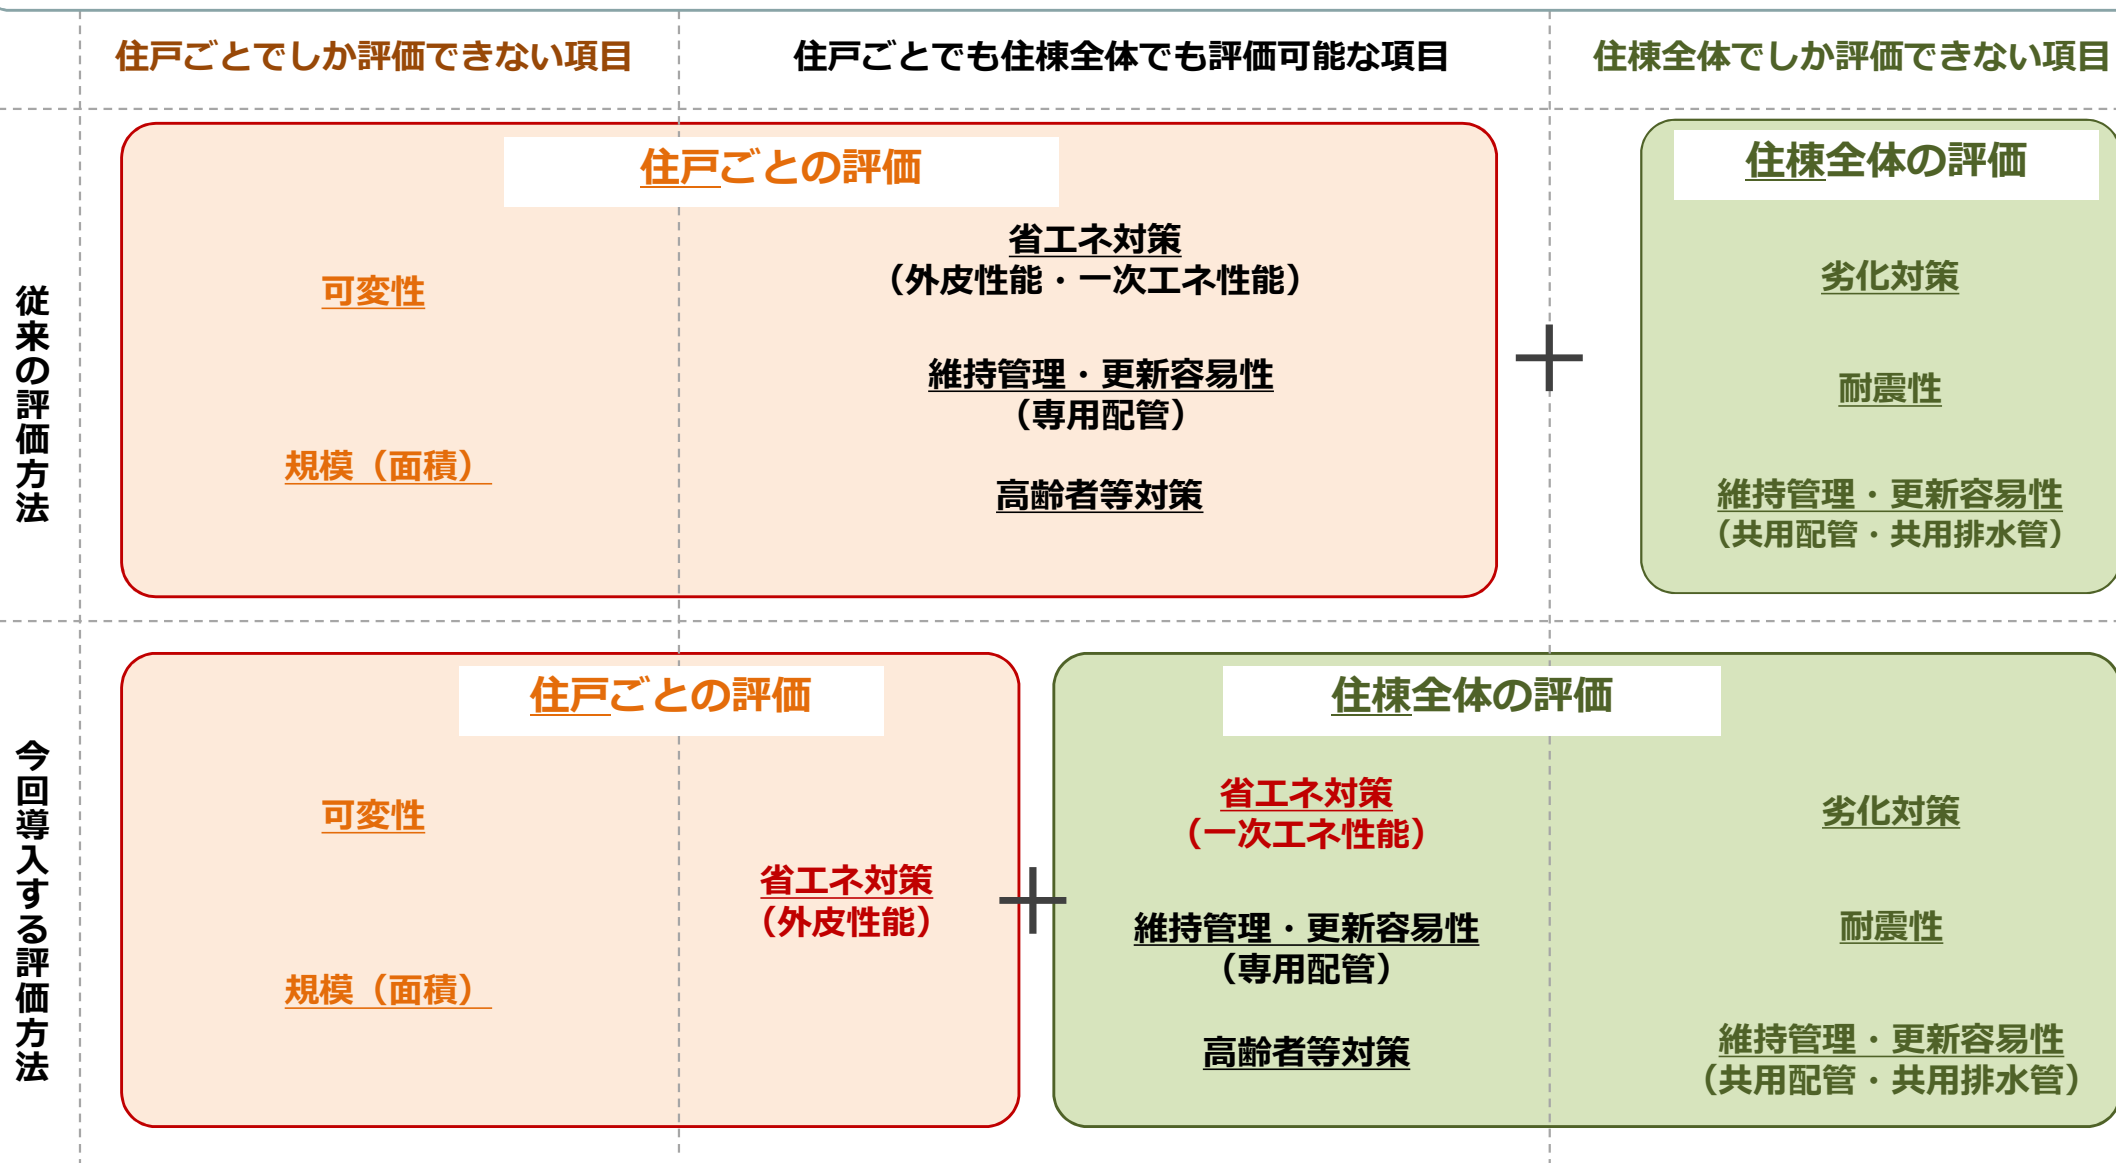 住戸ごとでしか評価できない項目
住戸ごとでも住棟全体でも評価可能な項目
住棟全体でしか評価できない項目
従来の評価方法
住戸ごとの評価
可変性
規模（面積）
省エネ対策
（外皮性能・一次エネ性能）
維持管理・更新容易性
（専用配管）
高齢者等対策
＋
住棟全体の評価
劣化対策
耐震性
維持管理・更新容易性
（共用配管・共用排水管）
今回導入する評価方法
住戸ごとの評価
可変性
規模（面積）
省エネ対策
（外皮性能）
＋
住棟全体の評価
省エネ対策
（一次エネ性能）
維持管理・更新容易性
（専用配管）
高齢者等対策
劣化対策
耐震性
維持管理・更新容易性
（共用配管・共用排水管）